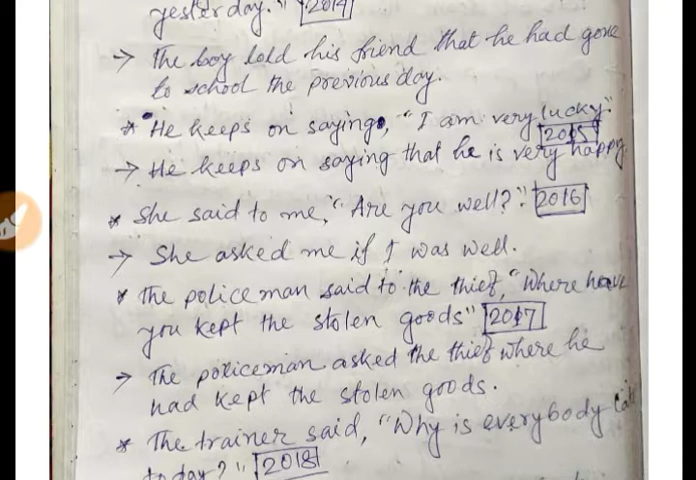 yesterday." 2014
→ The boy told his friend that he had gone
to school the previous day.
* He keeps on saying, "I am very lucky." 2015
→ He keeps on saying that he is very happy.
* She said to me, "Are you well?". 2016
→ She asked me if I was well.
* The policeman said to the thief, "Where have
you kept the stolen goods" 2017
→ The policeman asked the thief where he
had kept the stolen goods.
* The trainer said, "Why is everybody
today?" 2018